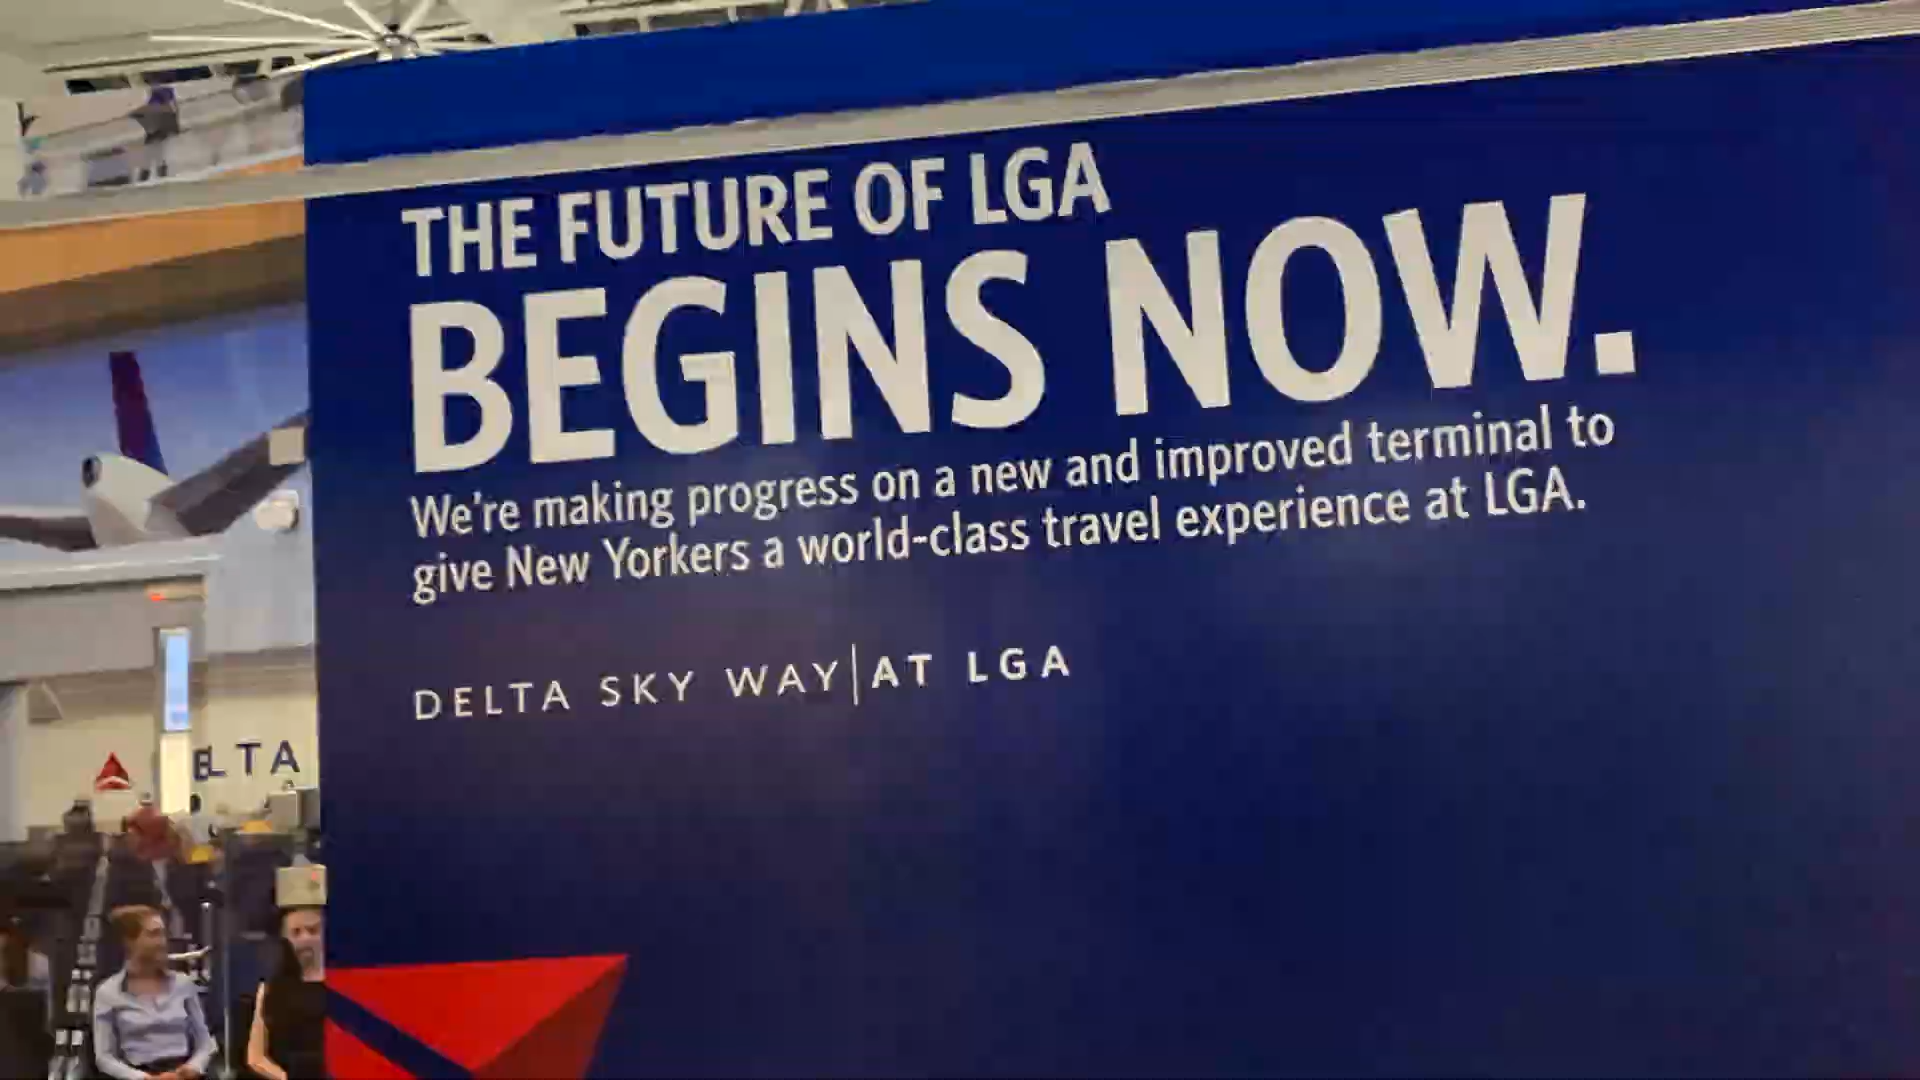 THE FUTURE OF LGA
BEGINS NOW.
We're making progress on a new and improved terminal to
give New Yorkers a world-class travel experience at LGA.
DELTA SKY WAY|AT LGA
ELTA